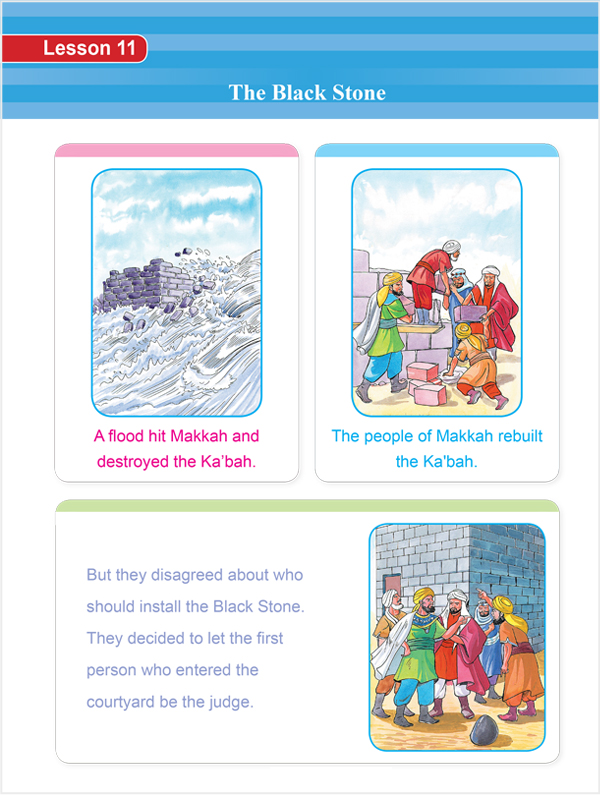 Lesson 11
The Black Stone
A flood hit Makkah and
destroyed the Ka’bah.
The people of Makkah rebuilt
the Ka'bah.
But they disagreed about who
should install the Black Stone.
They decided to let the first
person who entered the
courtyard be the judge.